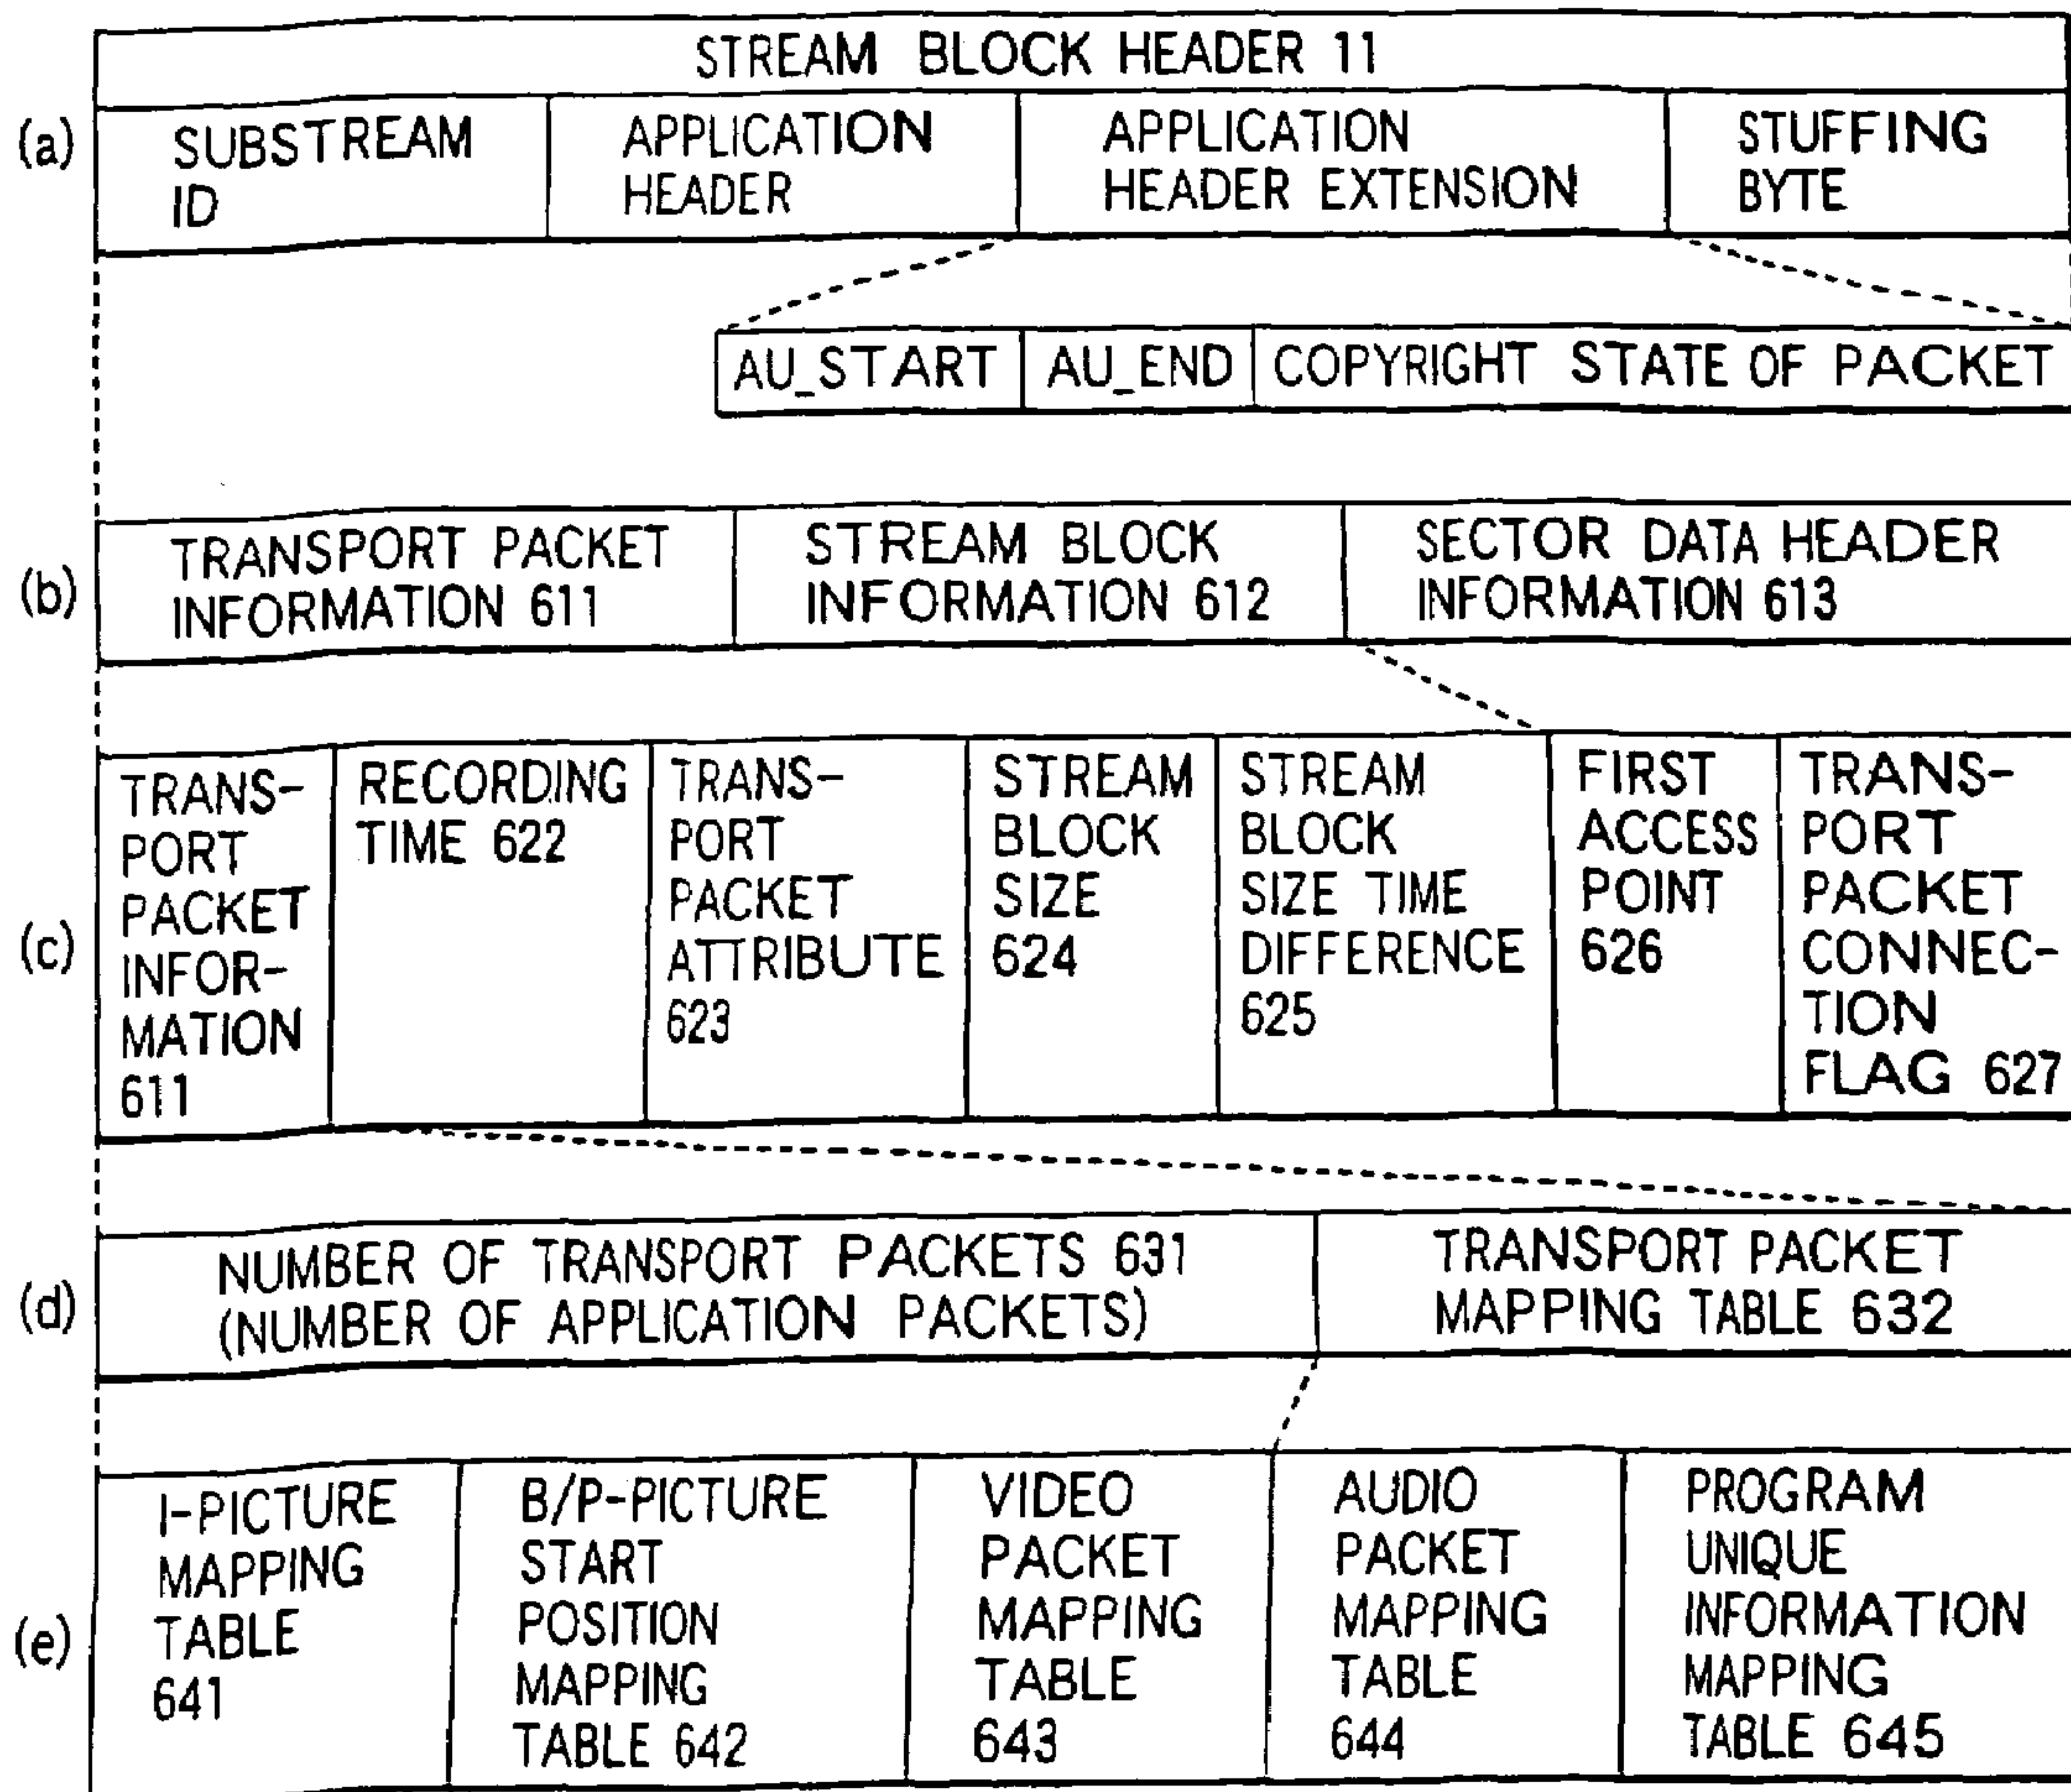 STREAM BLOCK HEADER 11
(a)
SUBSTREAM
ID
APPLICATION
HEADER
APPLICATION
HEADER EXTENSION
STUFFING
BYTE
AU_START
AU_END
COPYRIGHT STATE OF PACKET
(b)
TRANSPORT PACKET
INFORMATION 611
STREAM BLOCK
INFORMATION 612
SECTOR DATA HEADER
INFORMATION 613
(c)
TRANS-
PORT
PACKET
INFOR-
MATION
611
RECORDING
TIME 622
TRANS-
PORT
PACKET
ATTRIBUTE
623
STREAM
BLOCK
SIZE
624
STREAM
BLOCK
SIZE TIME
DIFFERENCE
625
FIRST
ACCESS
POINT
626
TRANS-
PORT
PACKET
CONNEC-
TION
FLAG 627
(d)
NUMBER OF TRANSPORT PACKETS 631
(NUMBER OF APPLICATION PACKETS)
TRANSPORT PACKET
MAPPING TABLE 632
(e)
I-PICTURE
MAPPING
TABLE
641
B/P-PICTURE
START
POSITION
MAPPING
TABLE 642
VIDEO
PACKET
MAPPING
TABLE
643
AUDIO
PACKET
MAPPING
TABLE
644
PROGRAM
UNIQUE
INFORMATION
MAPPING
TABLE 645